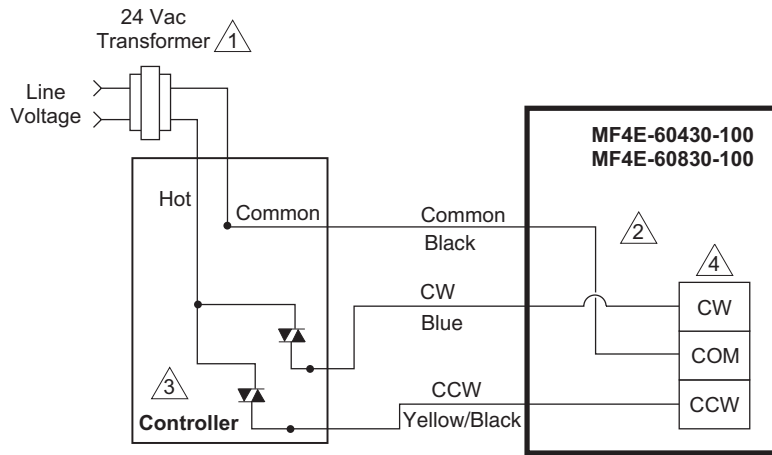 24 Vac
Transformer 1
Line
Voltage
MF4E-60430-100
MF4E-60830-100
Hot
Common
Common
Black
2
4
CW
Blue
CW
COM
3
CCW
CCW
Controller
Yellow/Black